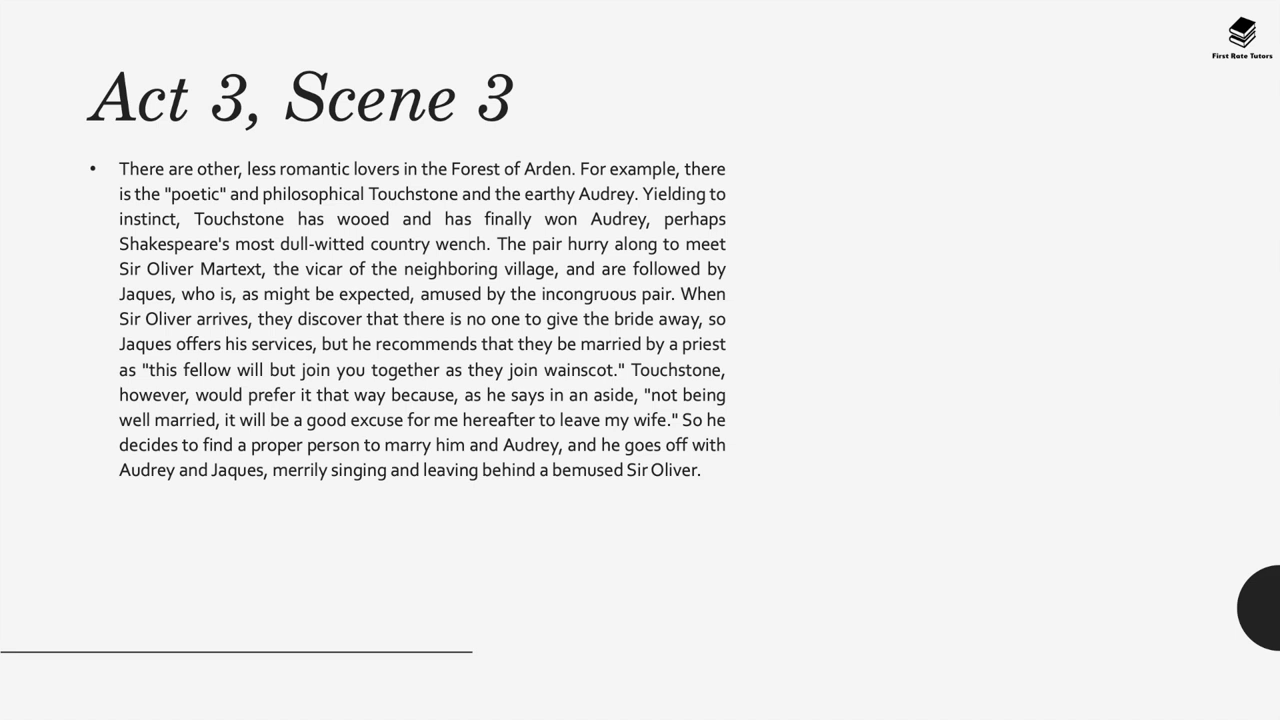 First Rate Tutors
Act 3, Scene 3
• There are other, less romantic lovers in the Forest of Arden. For example, there
is the "poetic" and philosophical Touchstone and the earthy Audrey. Yielding to
instinct, Touchstone has wooed and has finally won Audrey, perhaps
Shakespeare's most dull-witted country wench. The pair hurry along to meet
Sir Oliver Martext, the vicar of the neighboring village, and are followed by
Jaques, who is, as might be expected, amused by the incongruous pair. When
Sir Oliver arrives, they discover that there is no one to give the bride away, so
Jaques offers his services, but he recommends that they be married by a priest
as "this fellow will but join you together as they join wainscot." Touchstone,
however, would prefer it that way because, as he says in an aside, "not being
well married, it will be a good excuse for me hereafter to leave my wife." So he
decides to find a proper person to marry him and Audrey, and he goes off with
Audrey and Jaques, merrily singing and leaving behind a bemused Sir Oliver.